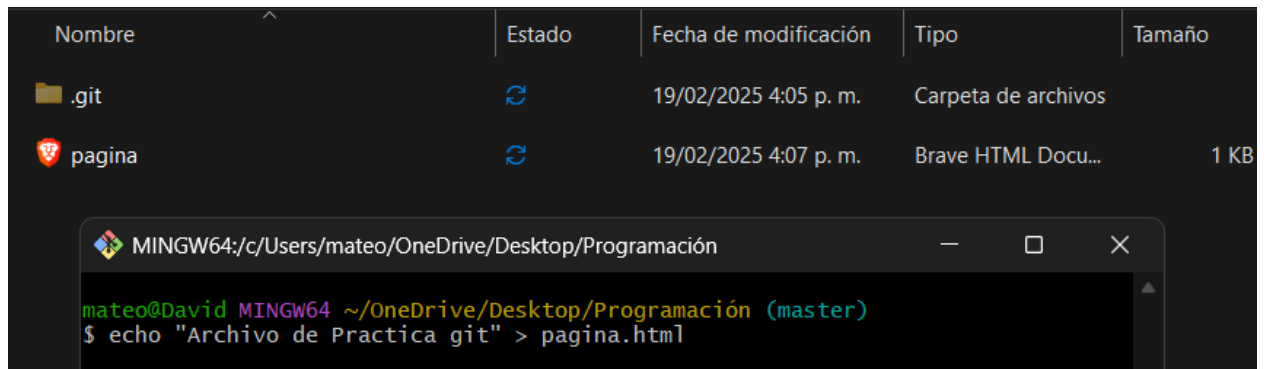 Nombre Estado Fecha de modificación Tipo Tamaño
.git 19/02/2025 4:05 p. m. Carpeta de archivos
pagina 19/02/2025 4:07 p. m. Brave HTML Docu... 1 KB
MINGW64:/c/Users/mateo/OneDrive/Desktop/Programación
mateo@David MINGW64 ~/OneDrive/Desktop/Programación (master)
$ echo "Archivo de Practica git" > pagina.html